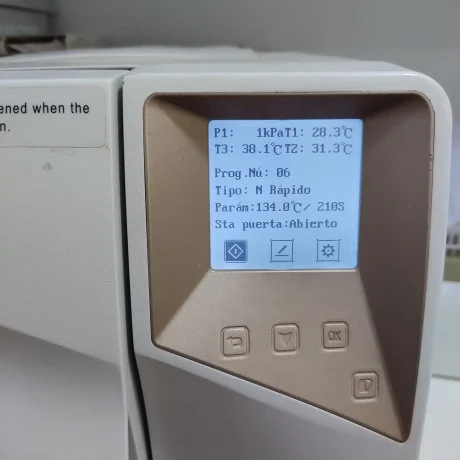 ened when the
n.
P1: 1kPaT1: 28.3℃
T3: 38.1℃T2: 31.3℃
Prog.Nú: 06
Tipo: N Rápido
Parám:134.0℃/ 210S
Sta puerta:Abierto
OK